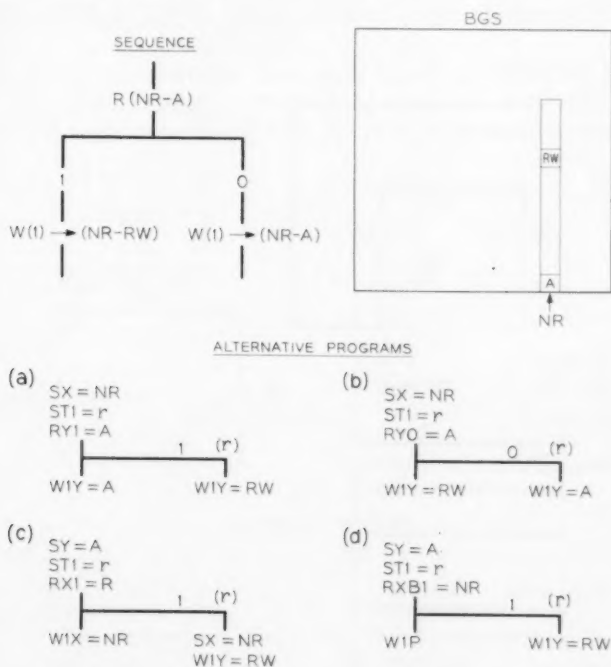 SEQUENCE
R(NR-A)
1
0
W(1) → (NR-RW)
W(1) → (NR-A)
BGS
RW
A
NR
ALTERNATIVE PROGRAMS
(a)
SX = NR
ST1 = r
RY1 = A
1 (r)
W1Y = A
W1Y = RW
(b)
SX = NR
ST1 = r
RYO = A
0 (r)
W1Y = RW
W1Y = A
(c)
SY = A
ST1 = r
RX1 = R
1 (r)
W1X = NR
SX = NR
W1Y = RW
(d)
SY = A
ST1 = r
RXB1 = NR
1 (r)
W1P
W1Y = RW